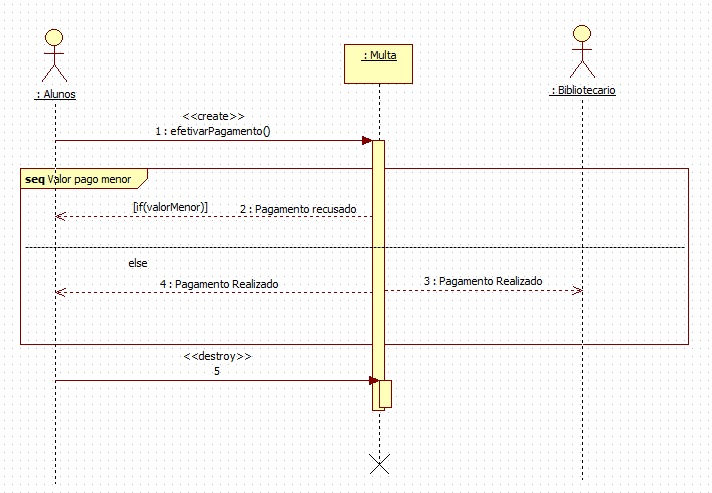 : Multa
: Alunos
: Bibliotecario
<<create>>
1 : efetivarPagamento()
seq Valor pago menor
[if(valorMenor)]
2 : Pagamento recusado
else
4 : Pagamento Realizado
3 : Pagamento Realizado
<<destroy>>
5